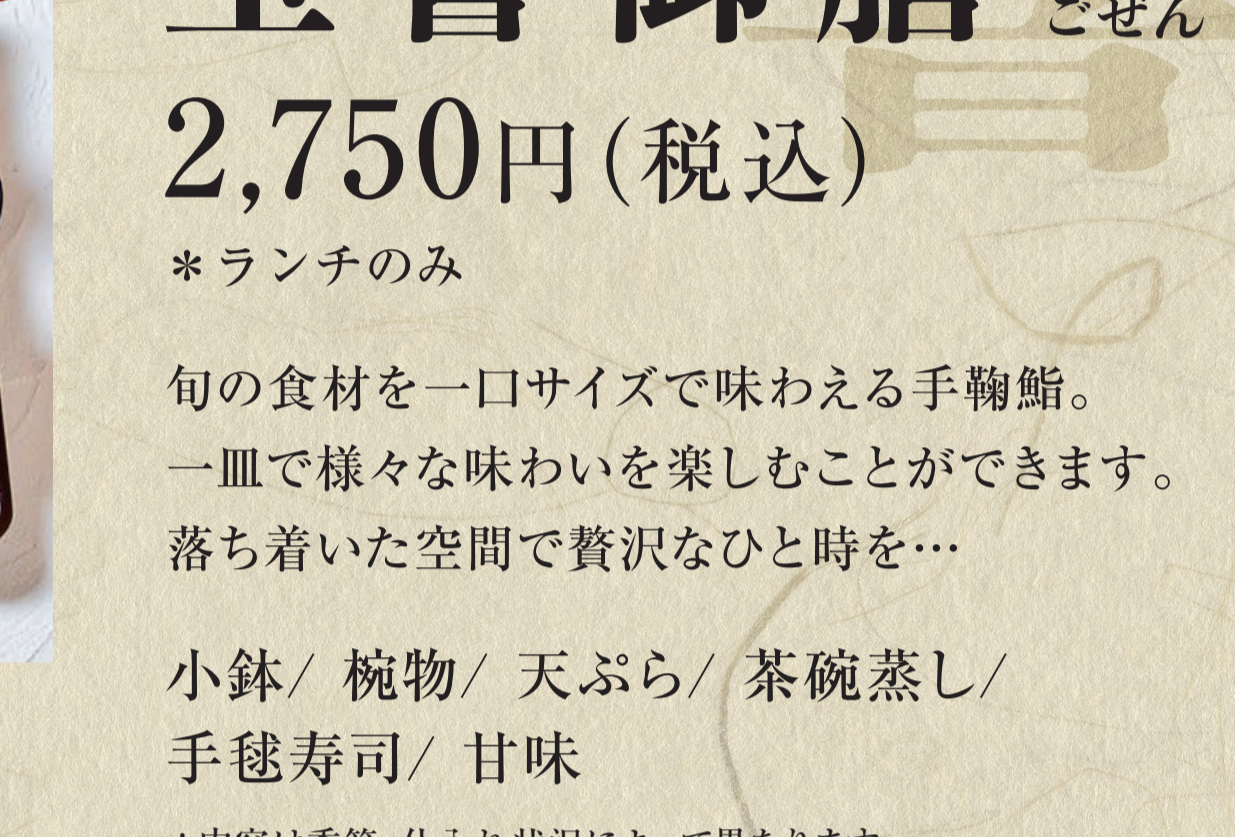 御膳 ごぜん
2,750円(税込)
＊ランチのみ
旬の食材を一口サイズで味わえる手鞠鮨。
一皿で様々な味わいを楽しむことができます。
落ち着いた空間で贅沢なひと時を…
小鉢/ 椀物/ 天ぷら/ 茶碗蒸し/
手毬寿司/ 甘味